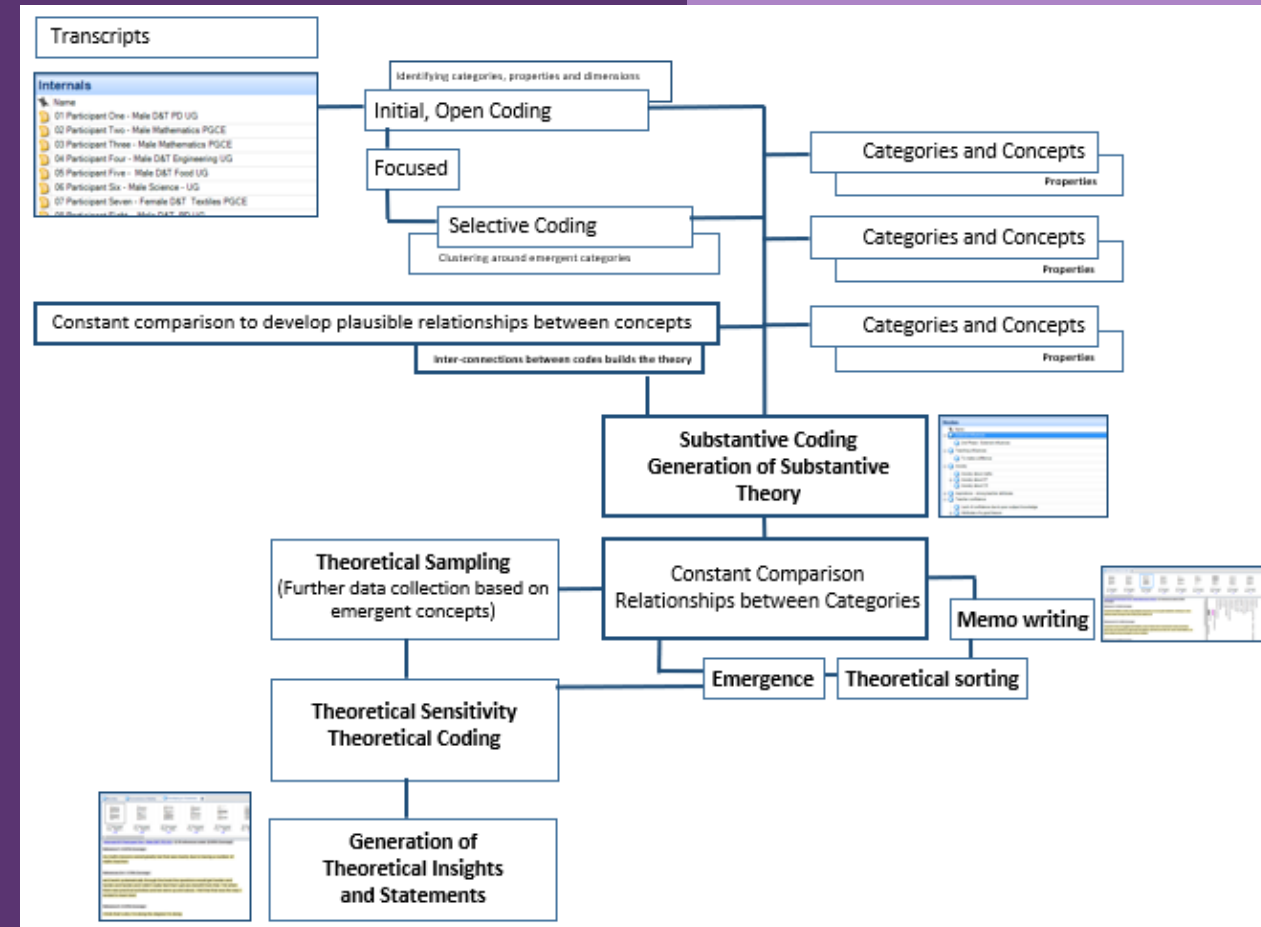 Transcripts
Internals
Name
01 Participant One - Male D&T PD UG
02 Participant Two - Male Mathematics PGCE
03 Participant Three - Male Mathematics PGCE
04 Participant Four - Male D&T Engineering UG
05 Participant Five - Male D&T Food UG
06 Participant Six - Male Science - UG
07 Participant Seven - Female D&T Textiles PGCE
Identifying categories, properties and dimensions
Initial, Open Coding
Focused
Selective Coding
Clustering around emergent categories
Categories and Concepts
Properties
Categories and Concepts
Properties
Categories and Concepts
Properties
Constant comparison to develop plausible relationships between concepts
Inter-connections between codes builds the theory
Substantive Coding
Generation of Substantive
Theory
Theoretical Sampling
(Further data collection based on
emergent concepts)
Constant Comparison
Relationships between Categories
Memo writing
Emergence
Theoretical sorting
Theoretical Sensitivity
Theoretical Coding
Generation of
Theoretical Insights
and Statements